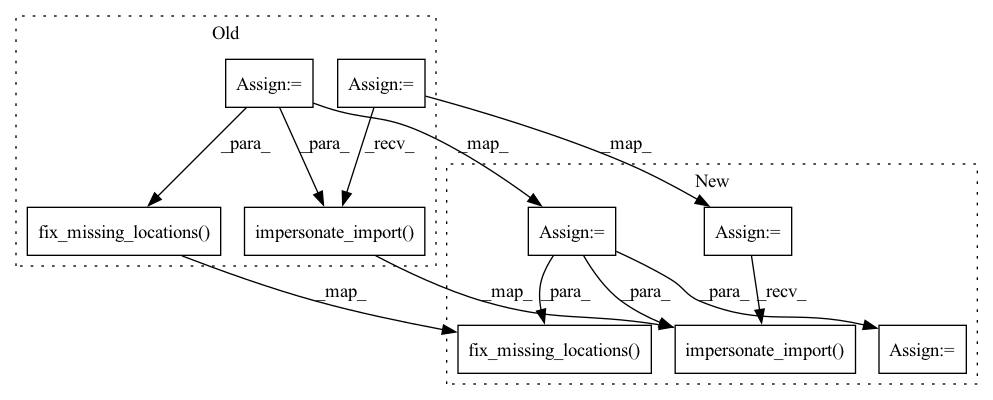 Old
Assign:=
Assign:=
_para_
_para_
_recv_
_map_
_map_
New
fix_missing_locations()
impersonate_import()
Assign:=
Assign:=
_map_
_map_
_para_
_para_
_para_
_recv_
fix_missing_locations()
impersonate_import()
Assign:=